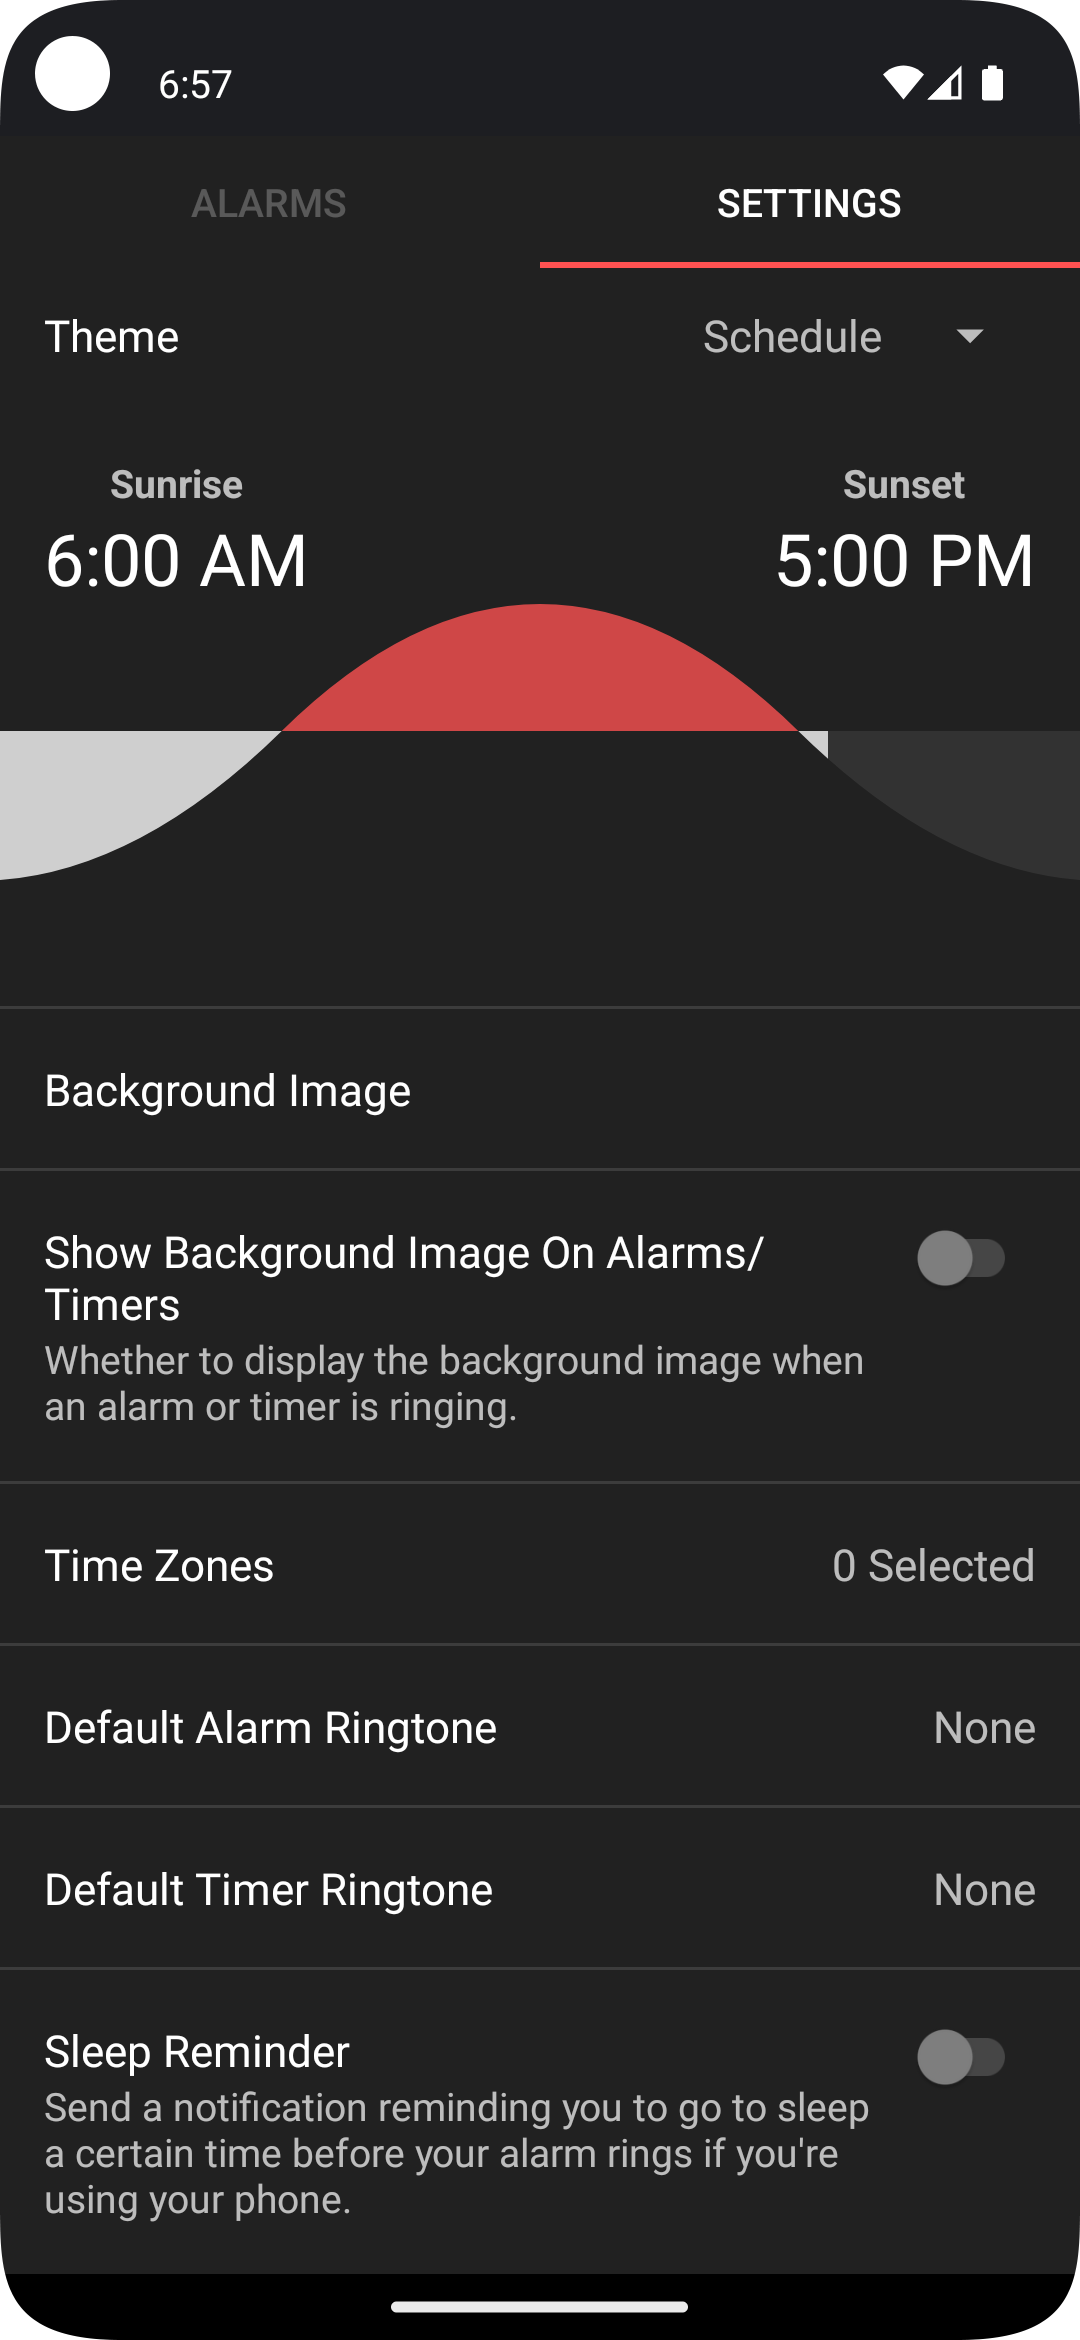 6:57
ALARMS
SETTINGS
Theme
Schedule
Sunrise
Sunset
6:00 AM
5:00 PM
Background Image
Show Background Image On Alarms/
Timers
Whether to display the background image when
an alarm or timer is ringing.
Time Zones
0 Selected
Default Alarm Ringtone
None
Default Timer Ringtone
None
Sleep Reminder
Send a notification reminding you to go to sleep
a certain time before your alarm rings if you're
using your phone.